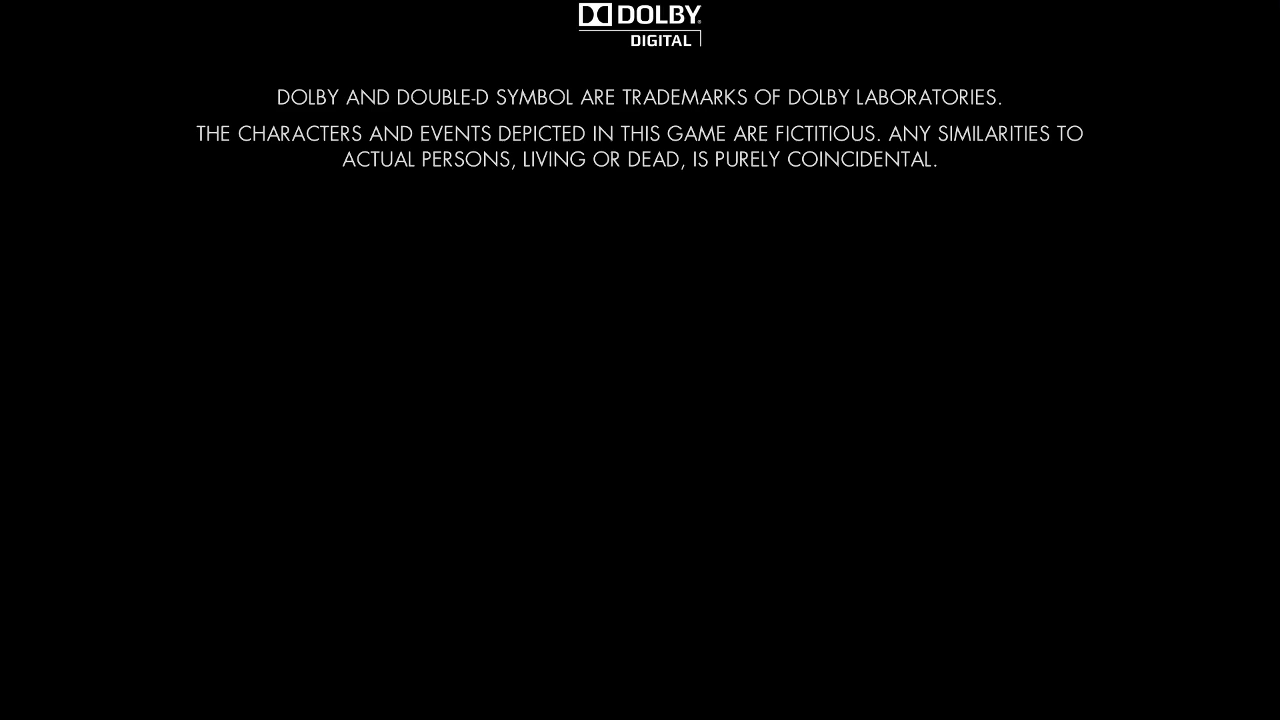 DOLBY
DIGITAL
DOLBY AND DOUBLE-D SYMBOL ARE TRADEMARKS OF DOLBY LABORATORIES.
THE CHARACTERS AND EVENTS DEPICTED IN THIS GAME ARE FICTITIOUS. ANY SIMILARITIES TO
ACTUAL PERSONS, LIVING OR DEAD, IS PURELY COINCIDENTAL.